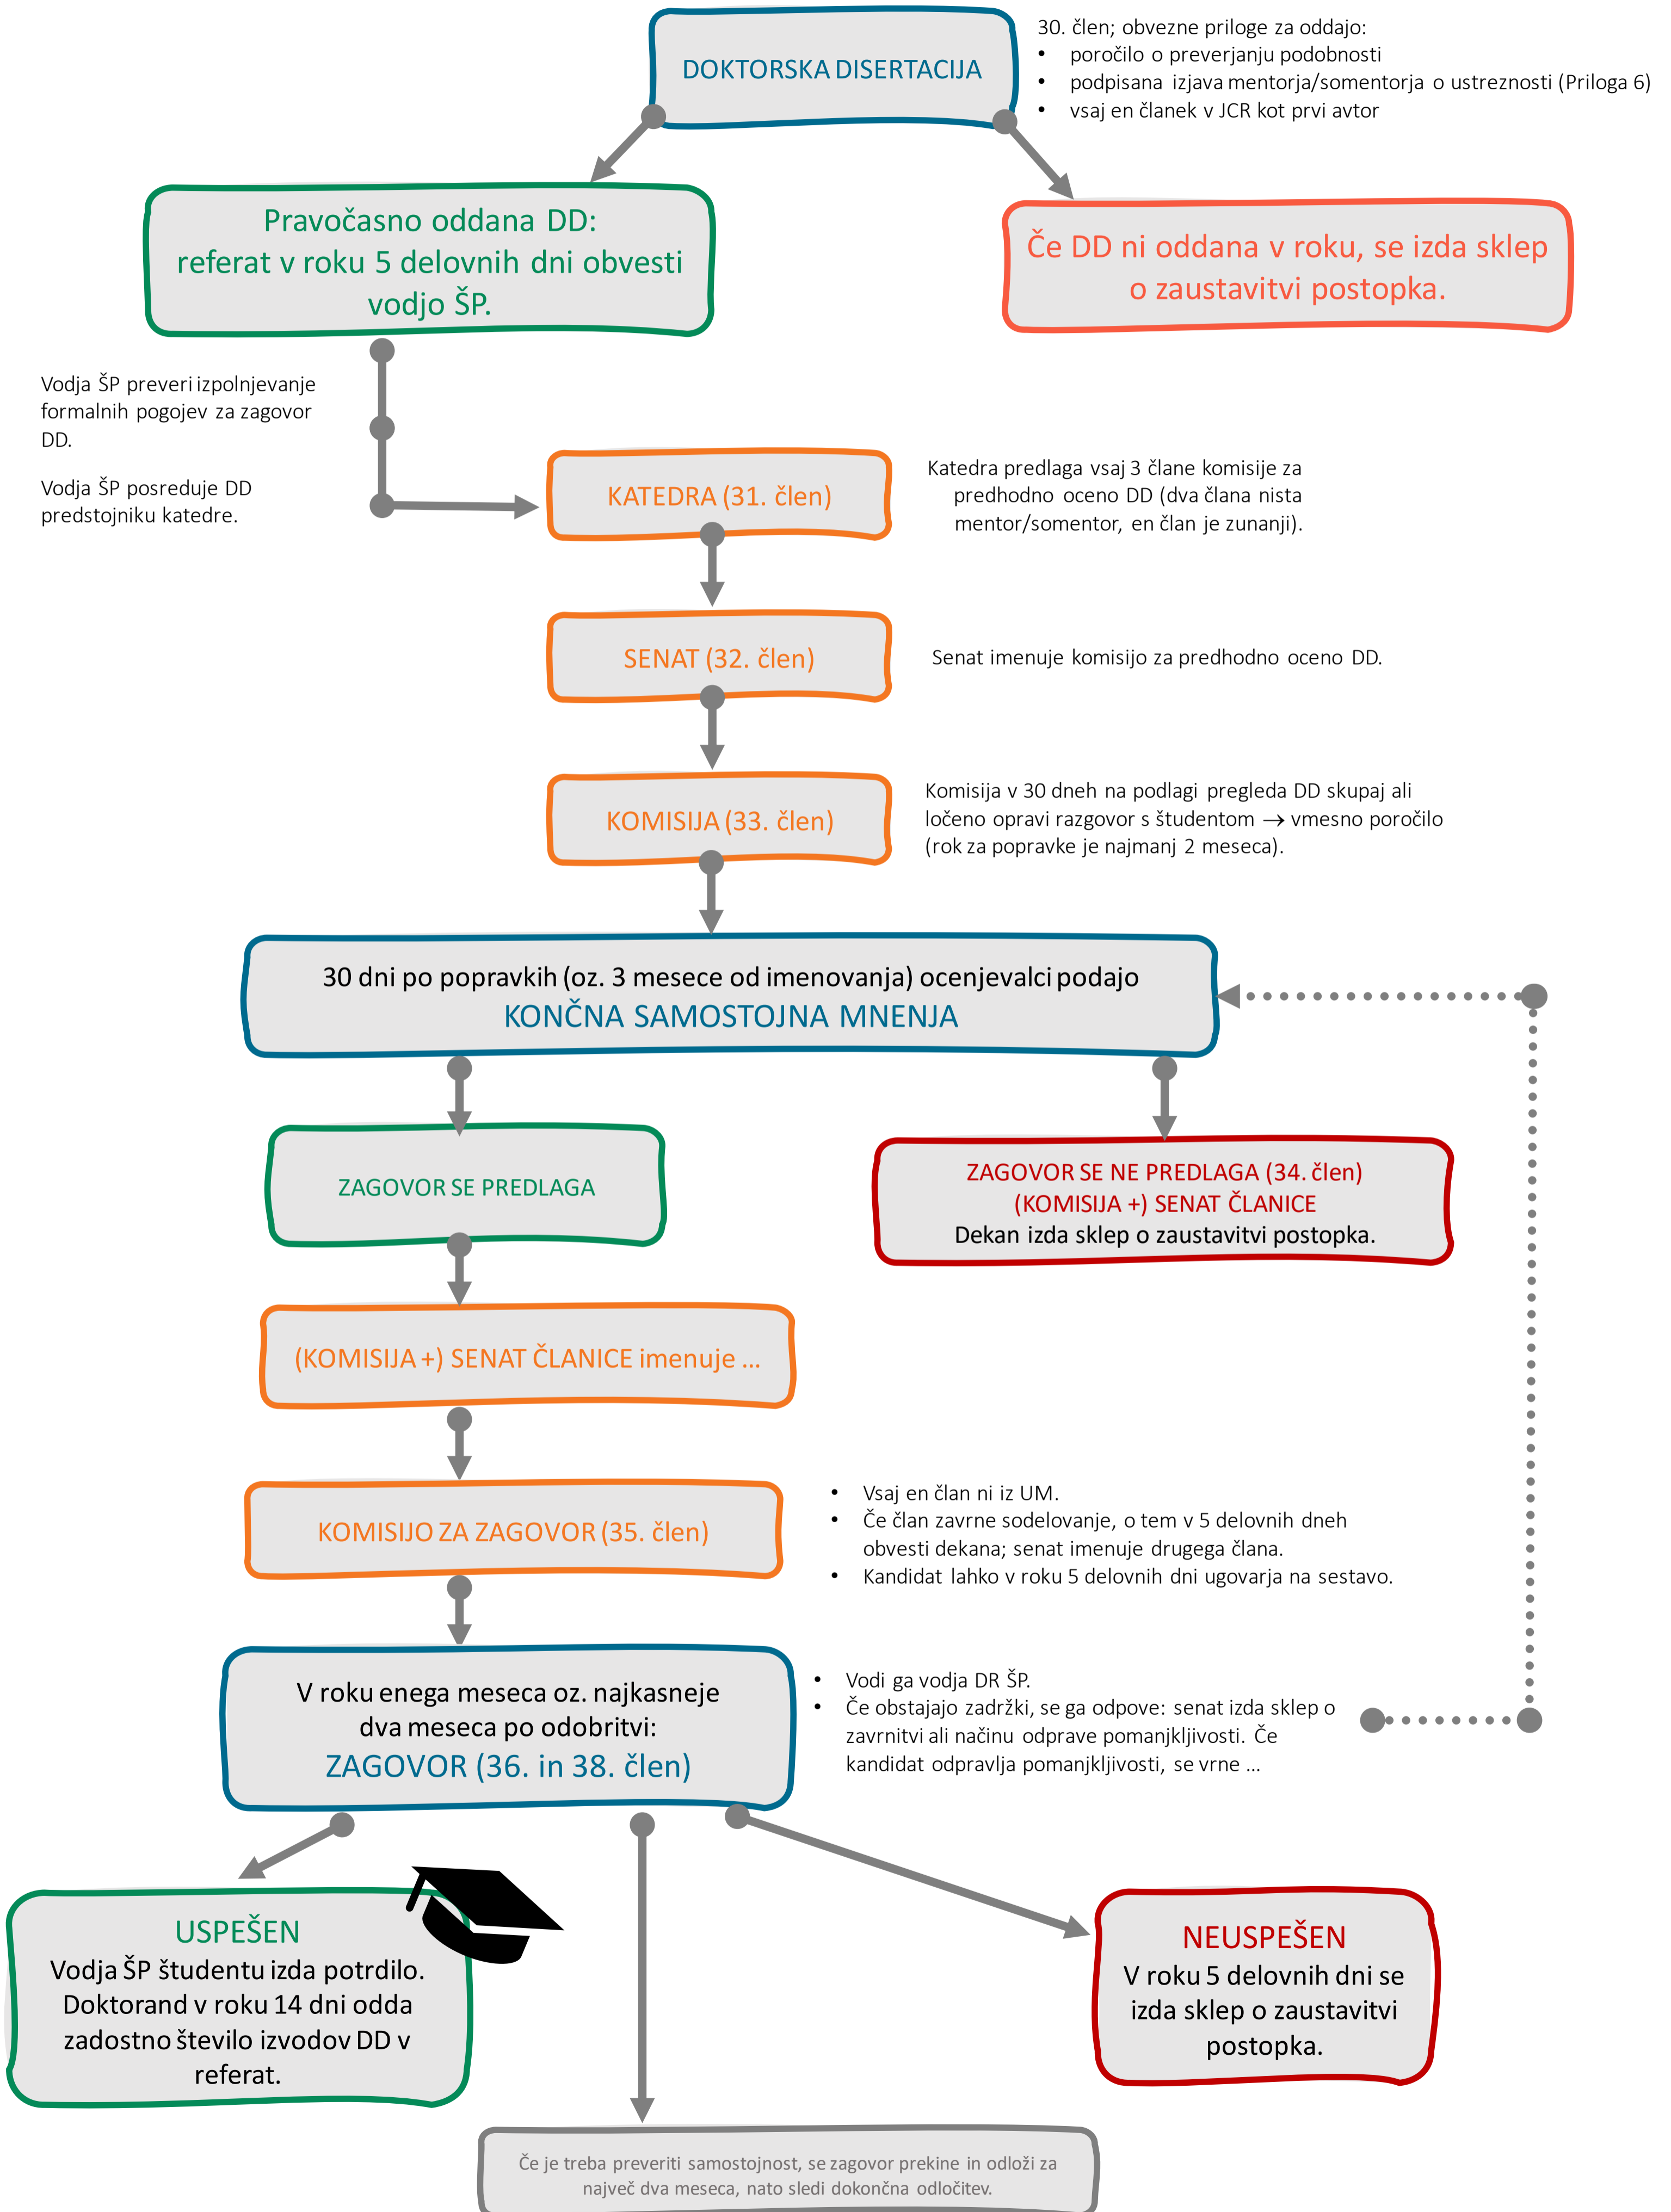 DOKTORSKA DISERTACIJA
30. člen; obvezne priloge za oddajo:
• poročilo o preverjanju podobnosti
• podpisana izjava mentorja/somentorja o ustreznosti (Priloga 6)
• vsaj en članek v JCR kot prvi avtor
Pravočasno oddana DD:
referat v roku 5 delovnih dni obvesti
vodjo ŠP.
Če DD ni oddana v roku, se izda sklep
o zaustavitvi postopka.
Vodja ŠP preveri izpolnjevanje
formalnih pogojev za zagovor
DD.
Vodja ŠP posreduje DD
predstojniku katedre.
KATEDRA (31. člen)
Katedra predlaga vsaj 3 člane komisije za
predhodno oceno DD (dva člana nista
mentor/somentor, en član je zunanji).
SENAT (32. člen)
Senat imenuje komisijo za predhodno oceno DD.
KOMISIJA (33. člen)
Komisija v 30 dneh na podlagi pregleda DD skupaj ali
ločeno opravi razgovor s študentom → vmesno poročilo
(rok za popravke je najmanj 2 meseca).
30 dni po popravkih (oz. 3 mesece od imenovanja) ocenjevalci podajo
KONČNA SAMOSTOJNA MNENJA
ZAGOVOR SE PREDLAGA
ZAGOVOR SE NE PREDLAGA (34. člen)
(KOMISIJA +) SENAT ČLANICE
Dekan izda sklep o zaustavitvi postopka.
(KOMISIJA +) SENAT ČLANICE imenuje ...
KOMISIJO ZA ZAGOVOR (35. člen)
• Vsaj en član ni iz UM.
• Če član zavrne sodelovanje, o tem v 5 delovnih dneh
obvesti dekana; senat imenuje drugega člana.
• Kandidat lahko v roku 5 delovnih dni ugovarja na sestavo.
V roku enega meseca oz. najkasneje
dva meseca po odobritvi:
ZAGOVOR (36. in 38. člen)
• Vodi ga vodja DR ŠP.
• Če obstajajo zadržki, se ga odpove: senat izda sklep o
zavrnitvi ali načinu odprave pomanjkljivosti. Če
kandidat odpravlja pomanjkljivosti, se vrne ...
USPEŠEN
Vodja ŠP študentu izda potrdilo.
Doktorand v roku 14 dni odda
zadostno število izvodov DD v
referat.
NEUSPEŠEN
V roku 5 delovnih dni se
izda sklep o zaustavitvi
postopka.
Če je treba preveriti samostojnost, se zagovor prekine in odloži za
največ dva meseca, nato sledi dokončna odločitev.